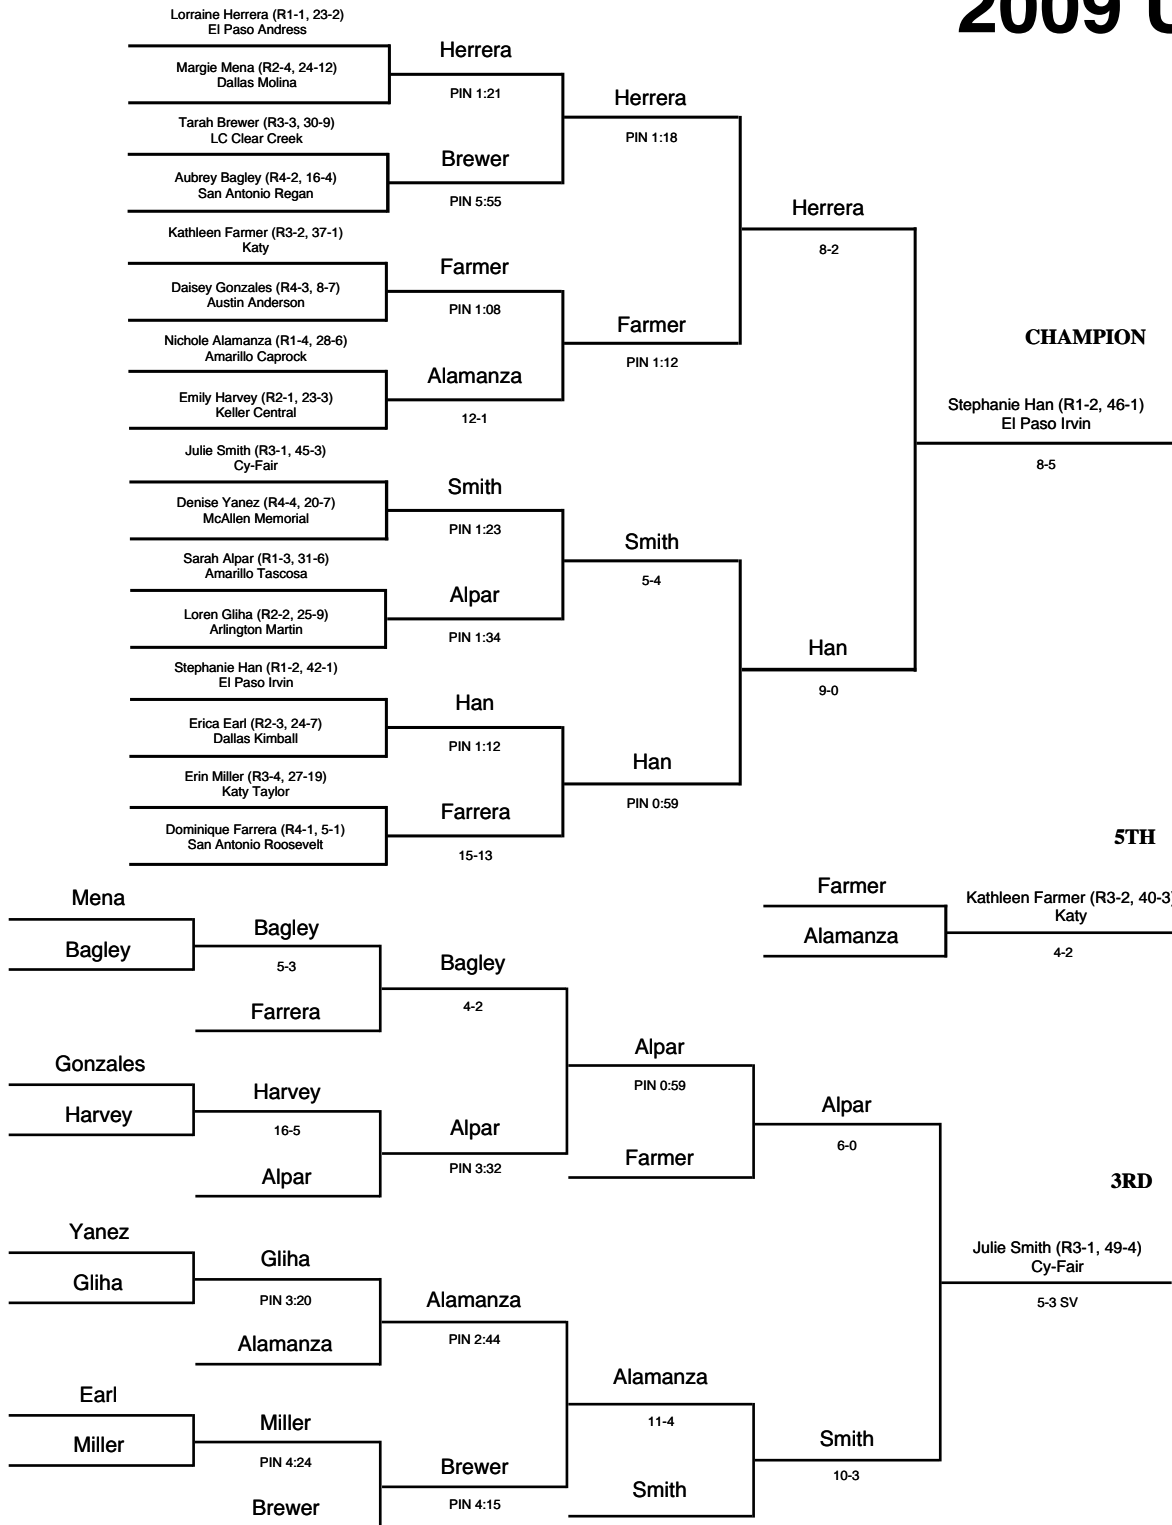 2009 U
Lorraine Herrera (R1-1, 23-2)
El Paso Andress
Margie Mena (R2-4, 24-12)
Dallas Molina
Tarah Brewer (R3-3, 30-9)
LC Clear Creek
Aubrey Bagley (R4-2, 16-4)
San Antonio Regan
Kathleen Farmer (R3-2, 37-1)
Katy
Daisey Gonzales (R4-3, 8-7)
Austin Anderson
Nichole Alamanza (R1-4, 28-6)
Amarillo Caprock
Emily Harvey (R2-1, 23-3)
Keller Central
Julie Smith (R3-1, 45-3)
Cy-Fair
Denise Yanez (R4-4, 20-7)
McAllen Memorial
Sarah Alpar (R1-3, 31-6)
Amarillo Tascosa
Loren Gliha (R2-2, 25-9)
Arlington Martin
Stephanie Han (R1-2, 42-1)
El Paso Irvin
Erica Earl (R2-3, 24-7)
Dallas Kimball
Erin Miller (R3-4, 27-19)
Katy Taylor
Dominique Farrera (R4-1, 5-1)
San Antonio Roosevelt
Herrera
PIN 1:21
Brewer
PIN 5:55
Farmer
PIN 1:08
Alamanza
12-1
Smith
PIN 1:23
Alpar
PIN 1:34
Han
PIN 1:12
Farrera
15-13
Herrera
PIN 1:18
Farmer
PIN 1:12
Smith
5-4
Han
PIN 0:59
Herrera
8-2
Han
9-0
CHAMPION
Stephanie Han (R1-2, 46-1)
El Paso Irvin
8-5
5TH
Farmer
Alamanza
Kathleen Farmer (R3-2, 40-3)
Katy
4-2
Mena
Bagley
Gonzales
Harvey
Yanez
Gliha
Earl
Miller
Bagley
5-3
Farrera
Harvey
16-5
Alpar
Gliha
PIN 3:20
Alamanza
Miller
PIN 4:24
Brewer
Bagley
4-2
Alpar
PIN 3:32
Alamanza
PIN 2:44
Brewer
PIN 4:15
Alpar
PIN 0:59
Farmer
Alamanza
11-4
Smith
Alpar
6-0
Smith
10-3
3RD
Julie Smith (R3-1, 49-4)
Cy-Fair
5-3 SV